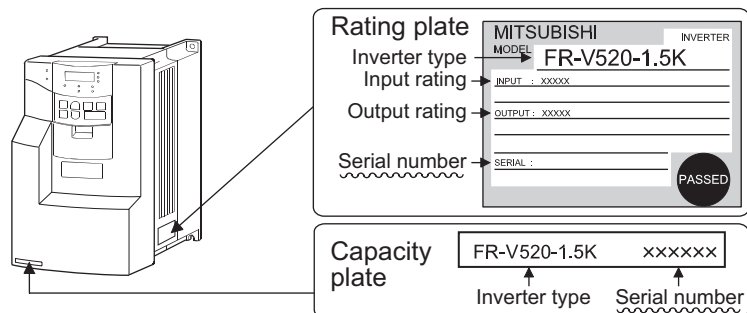 Rating plate
MITSUBISHI
INVERTER
MODEL
FR-V520-1.5K
Inverter type
Input rating
INPUT : XXXXX
Output rating
OUTPUT : XXXXX
Serial number
SERIAL :
PASSED
Capacity plate
FR-V520-1.5K ××××××
Inverter type
Serial number